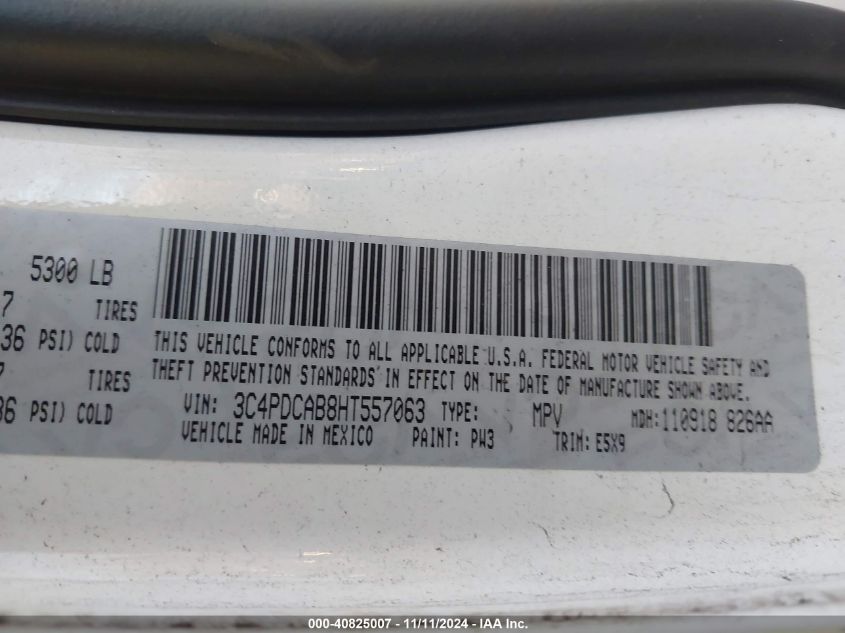 5300 LB
7 TIRES
36 PSI) COLD
7 TIRES
36 PSI) COLD
THIS VEHICLE CONFORMS TO ALL APPLICABLE U.S.A. FEDERAL MOTOR VEHICLE SAFETY AND
THEFT PREVENTION STANDARDS IN EFFECT ON THE DATE OF MANUFACTURE SHOWN ABOVE.
VIN: 3C4PDCAB8HT557063 TYPE: MPV MDH:110918 626AA
VEHICLE MADE IN MEXICO PAINT: PW3 TRIM: E5X9
000-40825007 - 11/11/2024 - IAA Inc.